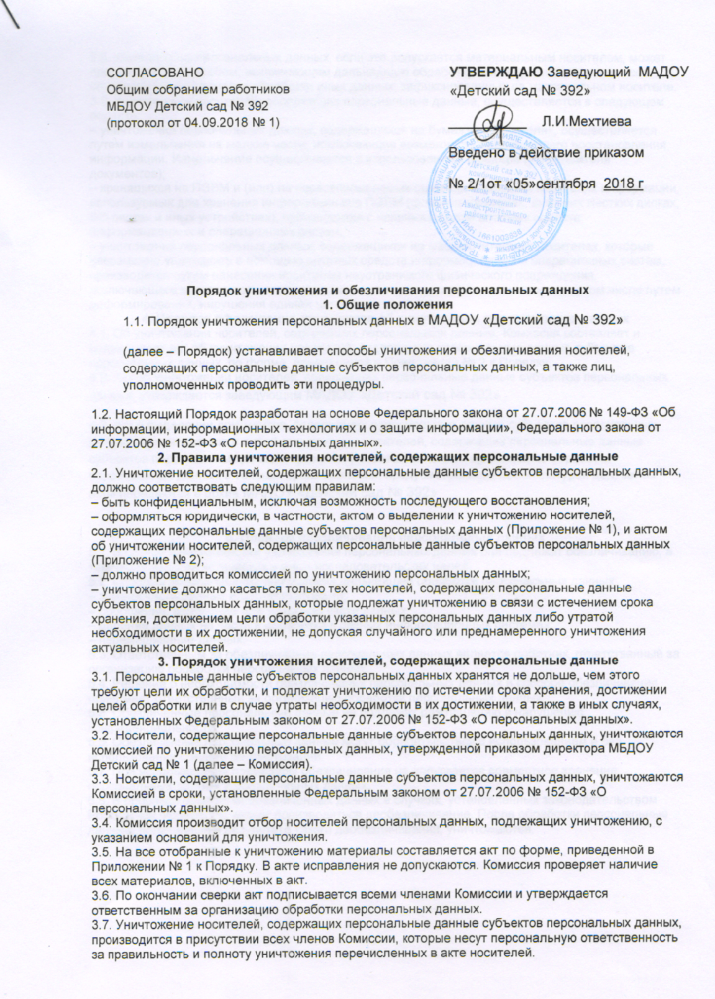 СОГЛАСОВАНО
Общим собранием работников
МБДОУ Детский сад № 392
(протокол от 04.09.2018 № 1)
УТВЕРЖДАЮ Заведующий МАДОУ
«Детский сад № 392»
Л.И.Мехтиева
Введено в действие приказом
№ 2/1от «05»сентября 2018 г
«Детский сад № 392
комбинированного
воспитания
и обучения»
Авиастроительного
района г. Казани
ИНН 1661003838
Порядок уничтожения и обезличивания персональных данных
1. Общие положения
1.1. Порядок уничтожения персональных данных в МАДОУ «Детский сад № 392»
(далее – Порядок) устанавливает способы уничтожения и обезличивания носителей,
содержащих персональные данные субъектов персональных данных, а также лиц,
уполномоченных проводить эти процедуры.
1.2. Настоящий Порядок разработан на основе Федерального закона от 27.07.2006 № 149-ФЗ «Об
информации, информационных технологиях и о защите информации», Федерального закона от
27.07.2006 № 152-ФЗ «О персональных данных».
2. Правила уничтожения носителей, содержащих персональные данные
2.1. Уничтожение носителей, содержащих персональные данные субъектов персональных данных,
должно соответствовать следующим правилам:
– быть конфиденциальным, исключая возможность последующего восстановления;
– оформляться юридически, в частности, актом о выделении к уничтожению носителей,
содержащих персональные данные субъектов персональных данных (Приложение № 1), и актом
об уничтожении носителей, содержащих персональные данные субъектов персональных данных
(Приложение № 2);
– должно проводиться комиссией по уничтожению персональных данных;
– уничтожение должно касаться только тех носителей, содержащих персональные данные
субъектов персональных данных, которые подлежат уничтожению в связи с истечением срока
хранения, достижением цели обработки указанных персональных данных либо утратой
необходимости в их достижении, не допуская случайного или преднамеренного уничтожения
актуальных носителей.
3. Порядок уничтожения носителей, содержащих персональные данные
3.1. Персональные данные субъектов персональных данных хранятся не дольше, чем этого
требуют цели их обработки, и подлежат уничтожению по истечении срока хранения, достижении
целей обработки или в случае утраты необходимости в их достижении, а также в иных случаях,
установленных Федеральным законом от 27.07.2006 № 152-ФЗ «О персональных данных».
3.2. Носители, содержащие персональные данные субъектов персональных данных, уничтожаются
комиссией по уничтожению персональных данных, утвержденной приказом директора МБДОУ
Детский сад № 1 (далее – Комиссия).
3.3. Носители, содержащие персональные данные субъектов персональных данных, уничтожаются
Комиссией в сроки, установленные Федеральным законом от 27.07.2006 № 152-ФЗ «О
персональных данных».
3.4. Комиссия производит отбор носителей персональных данных, подлежащих уничтожению, с
указанием оснований для уничтожения.
3.5. На все отобранные к уничтожению материалы составляется акт по форме, приведенной в
Приложении № 1 к Порядку. В акте исправления не допускаются. Комиссия проверяет наличие
всех материалов, включенных в акт.
3.6. По окончании сверки акт подписывается всеми членами Комиссии и утверждается
ответственным за организацию обработки персональных данных.
3.7. Уничтожение носителей, содержащих персональные данные субъектов персональных данных,
производится в присутствии всех членов Комиссии, которые несут персональную ответственность
за правильность и полноту уничтожения перечисленных в акте носителей.